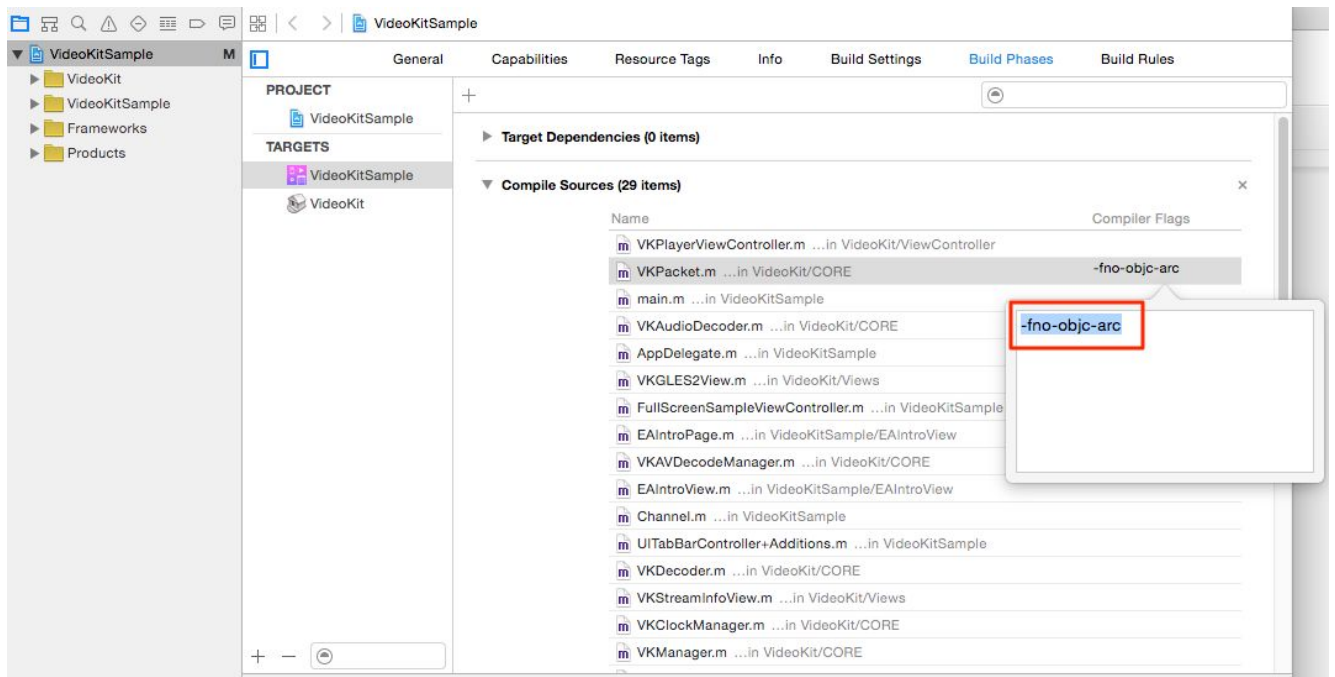 VideoKitSample
VideoKitSample M
VideoKit
VideoKitSample
Frameworks
Products
General Capabilities Resource Tags Info Build Settings Build Phases Build Rules
PROJECT
VideoKitSample
TARGETS
VideoKitSample
VideoKit
Target Dependencies (0 items)
Compile Sources (29 items)
Name Compiler Flags
VKPlayerViewController.m ...in VideoKit/ViewController
VKPacket.m ...in VideoKit/CORE -fno-objc-arc
main.m ...in VideoKitSample
VKAudioDecoder.m ...in VideoKit/CORE
AppDelegate.m ...in VideoKitSample
VKGLES2View.m ...in VideoKit/Views
FullScreenSampleViewController.m ...in VideoKitSample
EAIntroPage.m ...in VideoKitSample/EAIntroView
VKAVDecodeManager.m ...in VideoKit/CORE
EAIntroView.m ...in VideoKitSample/EAIntroView
Channel.m ...in VideoKitSample
UITabBarController+Additions.m ...in VideoKitSample
VKDecoder.m ...in VideoKit/CORE
VKStreamInfoView.m ...in VideoKit/Views
VKClockManager.m ...in VideoKit/CORE
VKManager.m ...in VideoKit/CORE
-fno-objc-arc